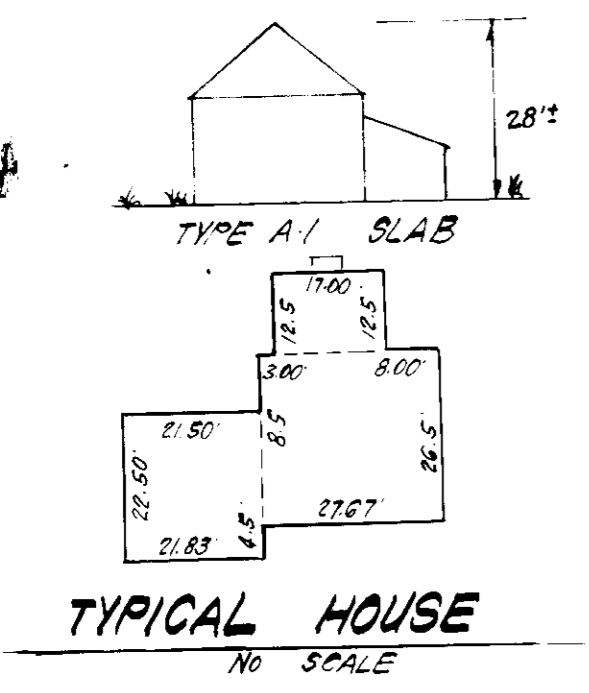 28'±
TYPE A-1 SLAB
17.00'
12.5 12.5
3.00' 8.00'
21.50' 8.5 26.5
22.50'
27.67'
21.83' 4.5'
TYPICAL HOUSE
NO SCALE